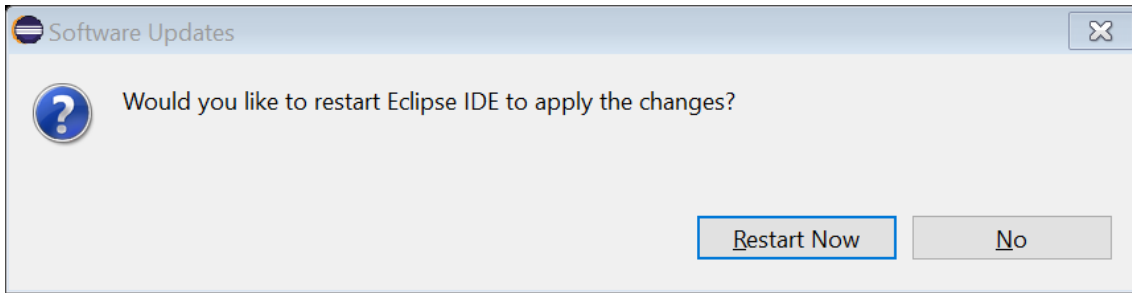 Software Updates
Would you like to restart Eclipse IDE to apply the changes?
Restart Now
No